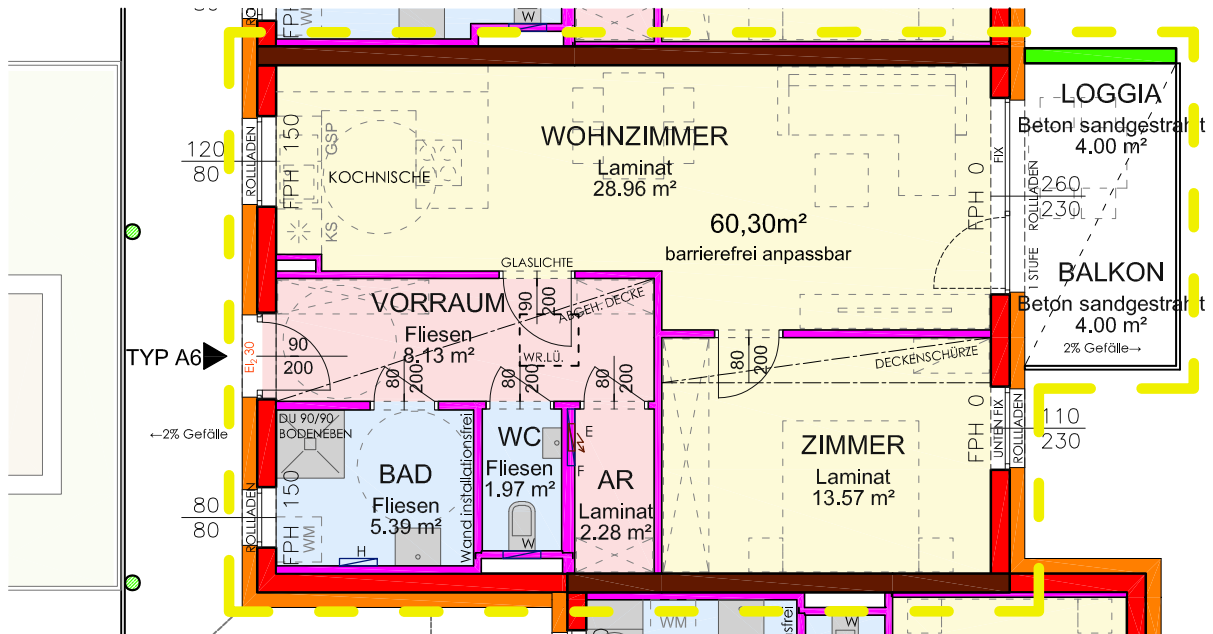 WM
W
ROLLLADEN
FPH 150
120
80
GSP
KOCHNISCHE
KS
WOHNZIMMER
Laminat
28.96 m²
60,30m²
barrierefrei anpassbar
FPH 0
FIX
LOGGIA
Beton sandgestrahlt
4.00 m²
ROLLLADEN
260
230
1 STUFE
BALKON
Beton sandgestrahlt
4.00 m²
2% Gefälle→
GLASLICHTE
90
200
ABGEH. DECKE
VORRAUM
Fliesen
8.13 m²
WR.LÜ.
TYP A6
EI₂30
90
200
80
200
80
200
80
200
80
200
DECKENSCHÜRZE
←2% Gefälle
DU 90/90
BODENEBEN
BAD
Fliesen
5.39 m²
Wand installationsfrei
FPH 150
80
80
ROLLLADEN
WM
H
WC
Fliesen
1.97 m²
W
E
F
AR
Laminat
2.28 m²
ZIMMER
Laminat
13.57 m²
FPH 0
UNTEN FIX
ROLLLADEN
110
230
WM
W